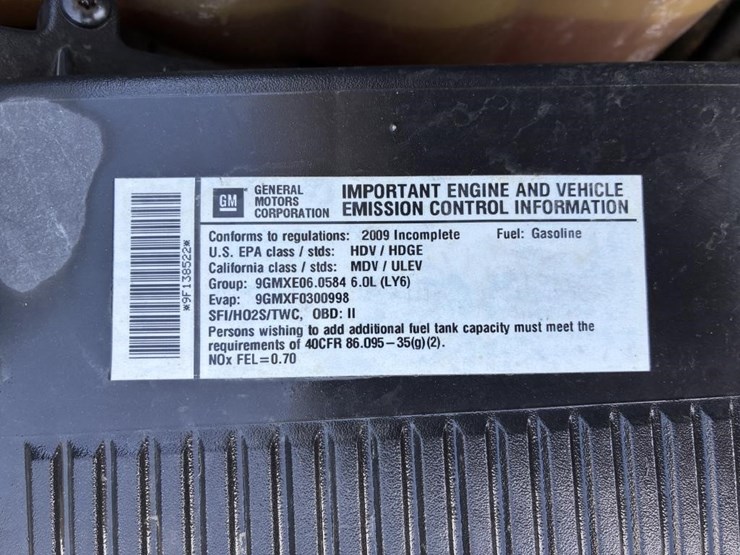 *9F138522*
GM
GENERAL
MOTORS
CORPORATION
IMPORTANT ENGINE AND VEHICLE
EMISSION CONTROL INFORMATION
Conforms to regulations: 2009 Incomplete Fuel: Gasoline
U.S. EPA class / stds: HDV / HDGE
California class / stds: MDV / ULEV
Group: 9GMXE06.0584 6.0L (LY6)
Evap: 9GMXF0300998
SFI/HO2S/TWC, OBD: II
Persons wishing to add additional fuel tank capacity must meet the
requirements of 40CFR 86.095-35(g)(2).
NOx FEL=0.70